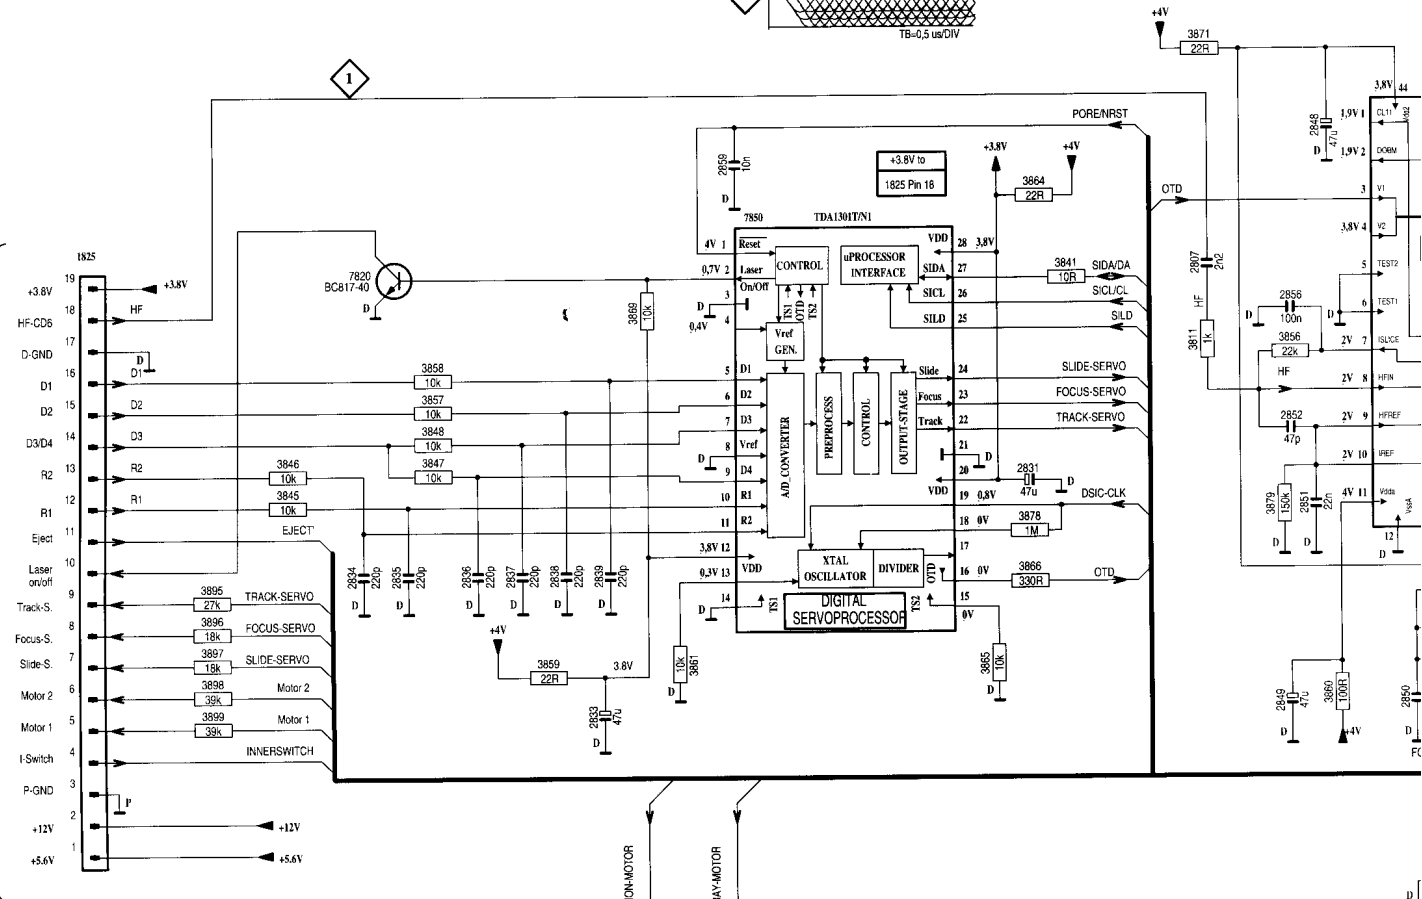 TB=0,5 us/DIV
+4V
3871
22R
1
3,8V 44
Vdd2
1,9V 1
CL11
2848
47u
D
1,9V 2
DOBM
PORE/NRST
2859
10n
D
+3.8V to
1825 Pin 18
+3.8V
+4V
3864
22R
OTD
3
V1
3,8V 4
V2
7850
TDA1301T/N1
4V 1
Reset
0,7V 2
Laser
On/Off
3
D
0,4V
4
CONTROL
uPROCESSOR
INTERFACE
VDD
28
3,8V
SIDA
27
3841
10R
SIDA/DA
SICL
26
SICL/CL
SILD
25
SILD
TS1
OTD
TS2
Vref
GEN.
7820
BC817-40
D
3869
10k
2807
2n2
HF
3811
1k
5
TEST2
6
TEST1
D
D
2856
100n
3856
22k
2V 7
ISLICE
HF
2V 8
HFIN
2852
47p
2V 9
HFREF
2V 10
IREF
3879
150k
D
2851
22n
D
4V 11
Vdda
VssA
12
D
1825
19
+3.8V
+3.8V
18
HF-CD6
HF
17
D-GND
D
16
D1
D1
15
D2
D2
14
D3/D4
D3
13
R2
R2
12
R1
R1
11
Eject
EJECT
10
Laser
on/off
9
Track-S.
3895
27k
TRACK-SERVO
8
Focus-S.
3896
18k
FOCUS-SERVO
7
Slide-S.
3897
18k
SLIDE-SERVO
6
Motor 2
3898
39k
Motor 2
5
Motor 1
3899
39k
Motor 1
4
I-Switch
INNERSWITCH
3
P-GND
P
2
+12V
+12V
1
+5.6V
+5.6V
3858
10k
3857
10k
3848
10k
3847
10k
3846
10k
3845
10k
5
D1
6
D2
7
D3
8
Vref
D
9
D4
10
R1
11
R2
3,8V 12
VDD
0,3V 13
14
D
TS1
A/D_CONVERTER
PREPROCESS
CONTROL
OUTPUT-STAGE
Slide
24
SLIDE-SERVO
Focus
23
FOCUS-SERVO
Track
22
TRACK-SERVO
21
D
20
VDD
2831
47u
D
19
0,8V
DSIC-CLK
18
0V
3878
1M
17
16
0V
3866
330R
OTD
15
0V
XTAL
OSCILLATOR
DIVIDER
OTD
TS2
DIGITAL
SERVOPROCESSOR
2834
220p
D
2835
220p
D
2836
220p
D
2837
220p
D
2838
220p
D
2839
220p
D
+4V
3859
22R
3.8V
2833
47u
D
10k
3861
D
3865
10k
D
2849
47u
D
3860
100R
+4V
2850
D
ON-MOTOR
AY-MOTOR
D